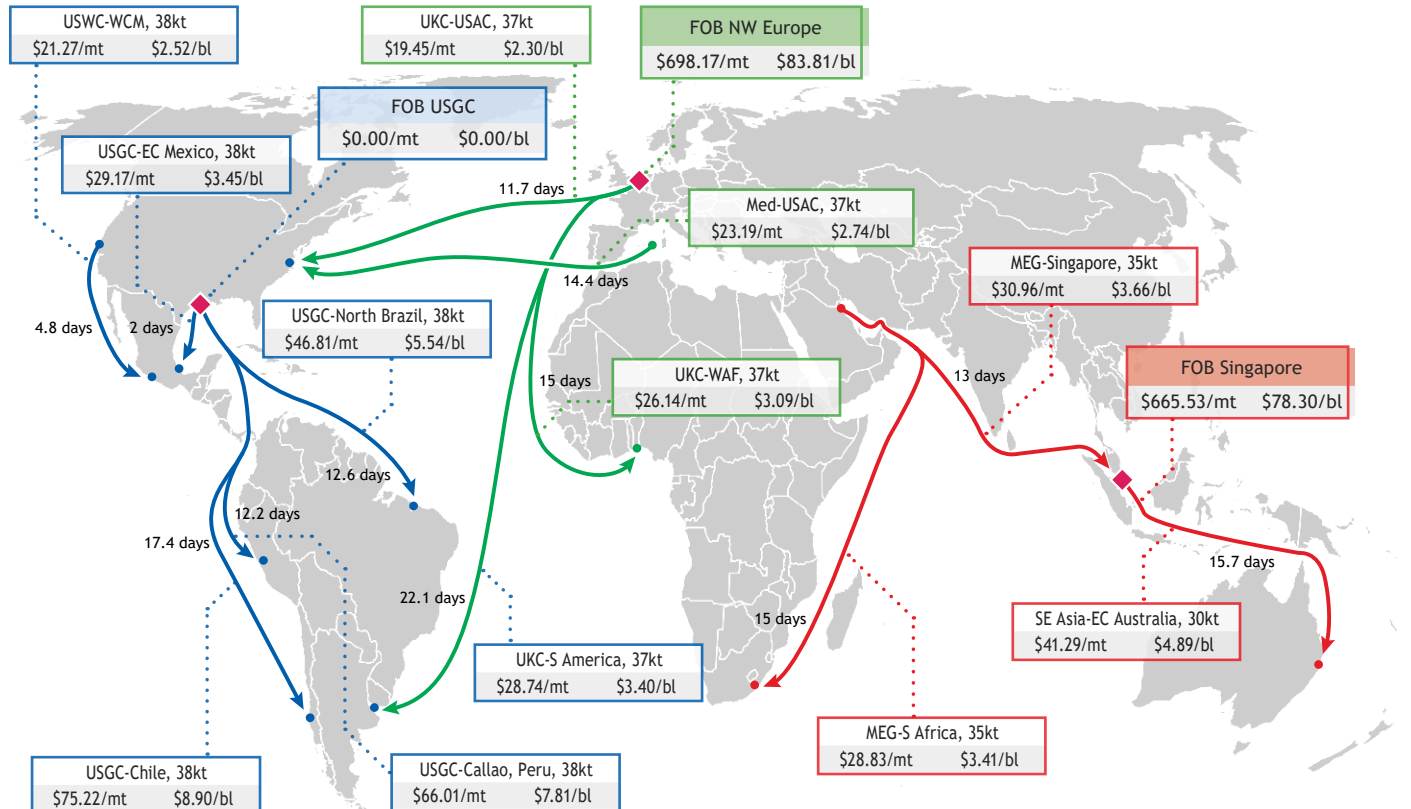 USWC-WCM, 38kt
$21.27/mt $2.52/bl
UKC-USAC, 37kt
$19.45/mt $2.30/bl
FOB NW Europe
$698.17/mt $83.81/bl
FOB USGC
$0.00/mt $0.00/bl
USGC-EC Mexico, 38kt
$29.17/mt $3.45/bl
11.7 days
Med-USAC, 37kt
$23.19/mt $2.74/bl
14.4 days
MEG-Singapore, 35kt
$30.96/mt $3.66/bl
4.8 days
2 days
USGC-North Brazil, 38kt
$46.81/mt $5.54/bl
15 days
UKC-WAF, 37kt
$26.14/mt $3.09/bl
13 days
FOB Singapore
$665.53/mt $78.30/bl
12.6 days
12.2 days
17.4 days
22.1 days
15 days
15.7 days
SE Asia-EC Australia, 30kt
$41.29/mt $4.89/bl
UKC-S America, 37kt
$28.74/mt $3.40/bl
MEG-S Africa, 35kt
$28.83/mt $3.41/bl
USGC-Chile, 38kt
$75.22/mt $8.90/bl
USGC-Callao, Peru, 38kt
$66.01/mt $7.81/bl